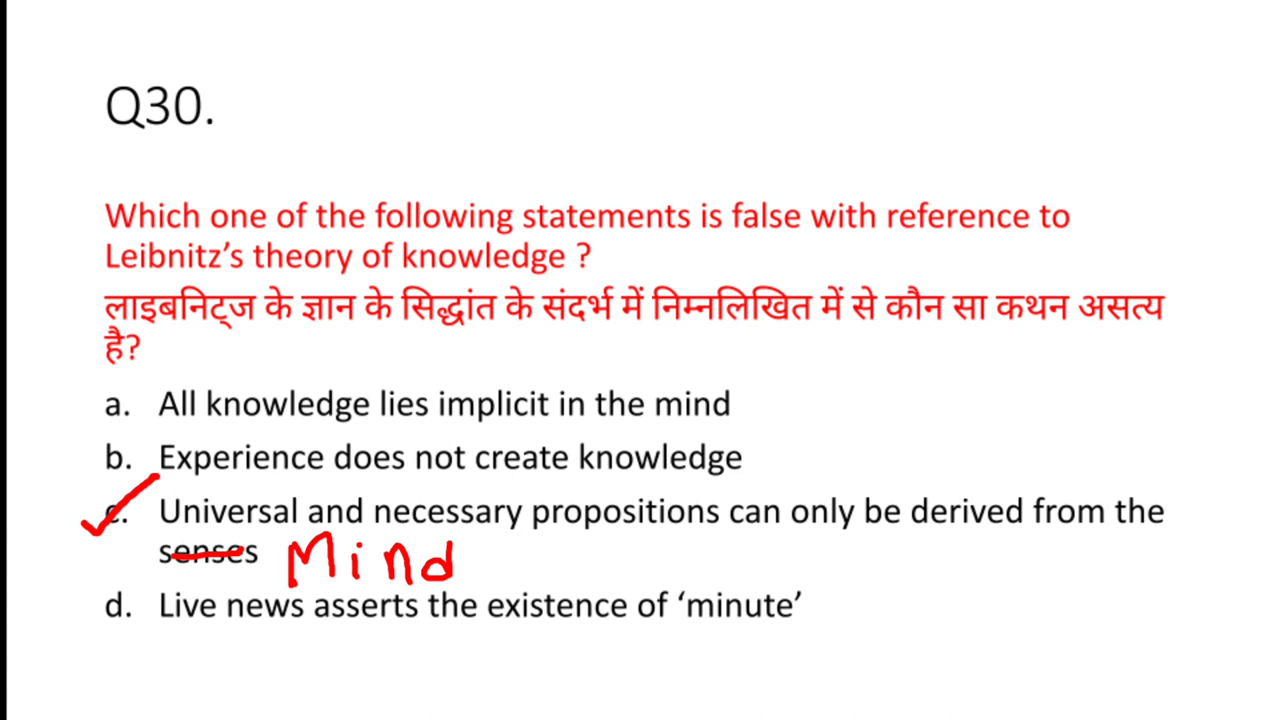 Q30.
Which one of the following statements is false with reference to
Leibnitz’s theory of knowledge ?
लाइबनिट्ज के ज्ञान के सिद्धांत के संदर्भ में निम्नलिखित में से कौन सा कथन असत्य
है?
a. All knowledge lies implicit in the mind
b. Experience does not create knowledge
c. Universal and necessary propositions can only be derived from the
senses Mind
d. Live news asserts the existence of ‘minute’